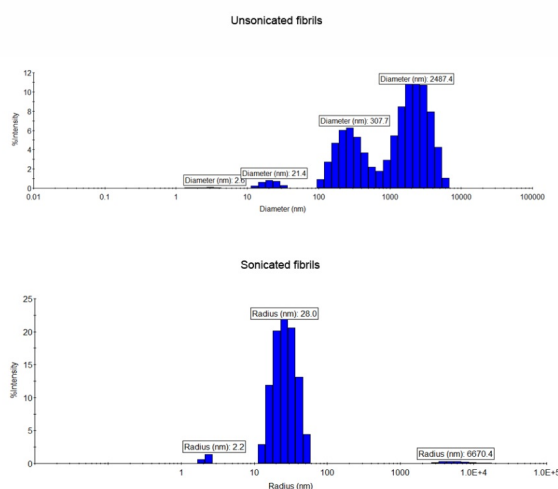 Unsonicated fibrils
%Intensity
12
10
8
6
4
2
0
Diameter (nm): 2.6
Diameter (nm): 21.4
Diameter (nm): 307.7
Diameter (nm): 2487.4
0.01 0.1 1 10 100 1000 10000 100000
Diameter (nm)
Sonicated fibrils
%Intensity
25
20
15
10
5
0
Radius (nm): 2.2
Radius (nm): 28.0
Radius (nm): 6670.4
1 10 100 1000 1.0E+4 1.0E+5
Radius (nm)